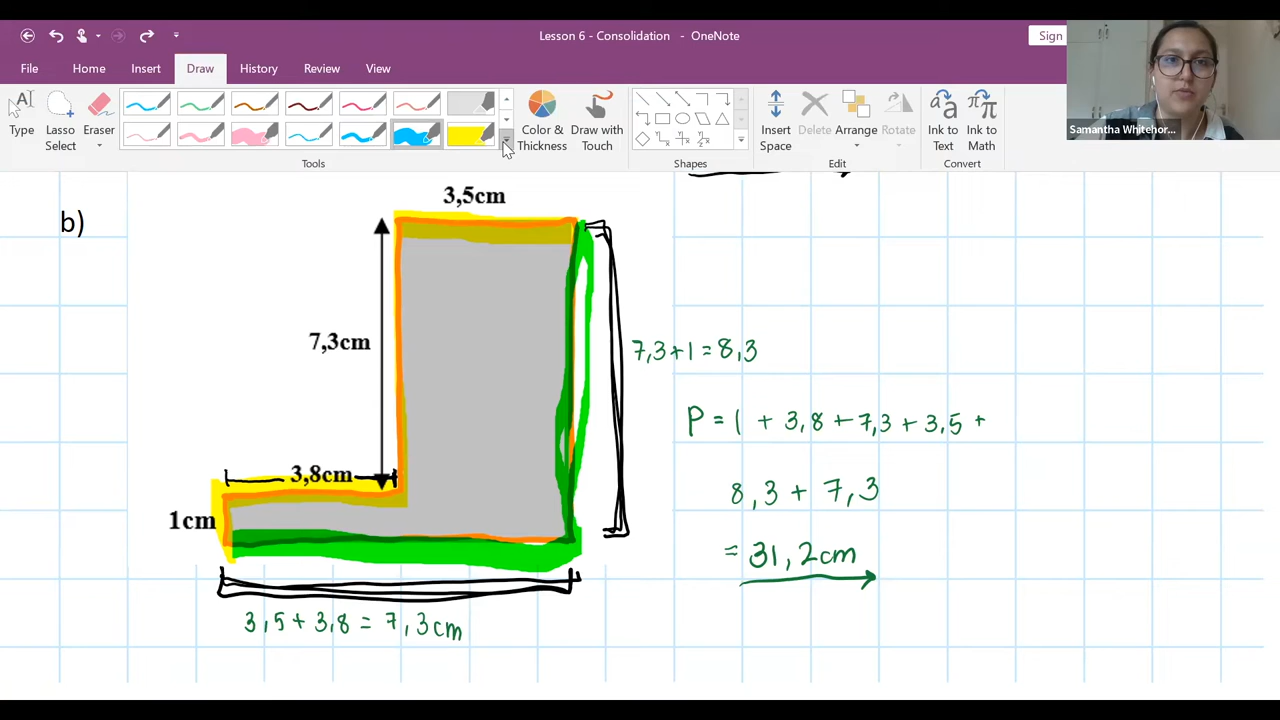 Lesson 6 - Consolidation - OneNote
Sign
File Home Insert Draw History Review View
Type
Lasso Select
Eraser
Color & Thickness
Draw with Touch
Insert Space
Delete
Arrange
Rotate
Ink to Text
Ink to Math
Tools
Shapes
Edit
Convert
Samantha Whitehor...
b)
3,5cm
7,3cm
7,3+1=8,3
P = 1 + 3,8 + 7,3 + 3,5 +
3,8cm
8,3 + 7,3
1cm
= 31,2cm
3,5+3,8 = 7,3cm